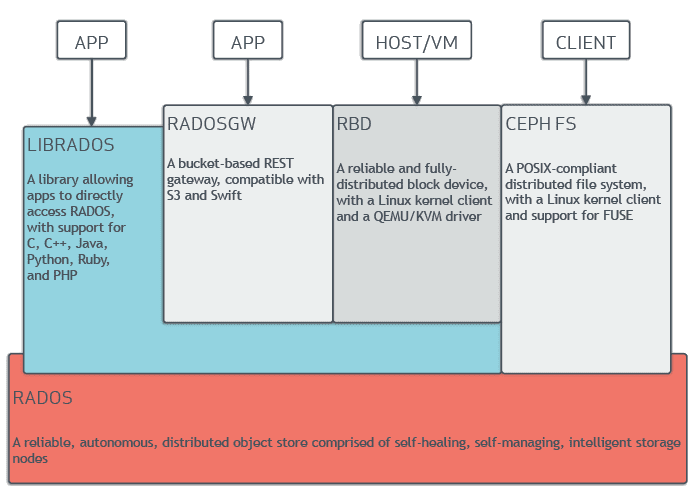 APP
APP
HOST/VM
CLIENT
LIBRADOS
A library allowing
apps to directly
access RADOS,
with support for
C, C++, Java,
Python, Ruby,
and PHP
RADOSGW
A bucket-based REST
gateway, compatible with
S3 and Swift
RBD
A reliable and fully-
distributed block device,
with a Linux kernel client
and a QEMU/KVM driver
CEPH FS
A POSIX-compliant
distributed file system,
with a Linux kernel client
and support for FUSE
RADOS
A reliable, autonomous, distributed object store comprised of self-healing, self-managing, intelligent storage
nodes